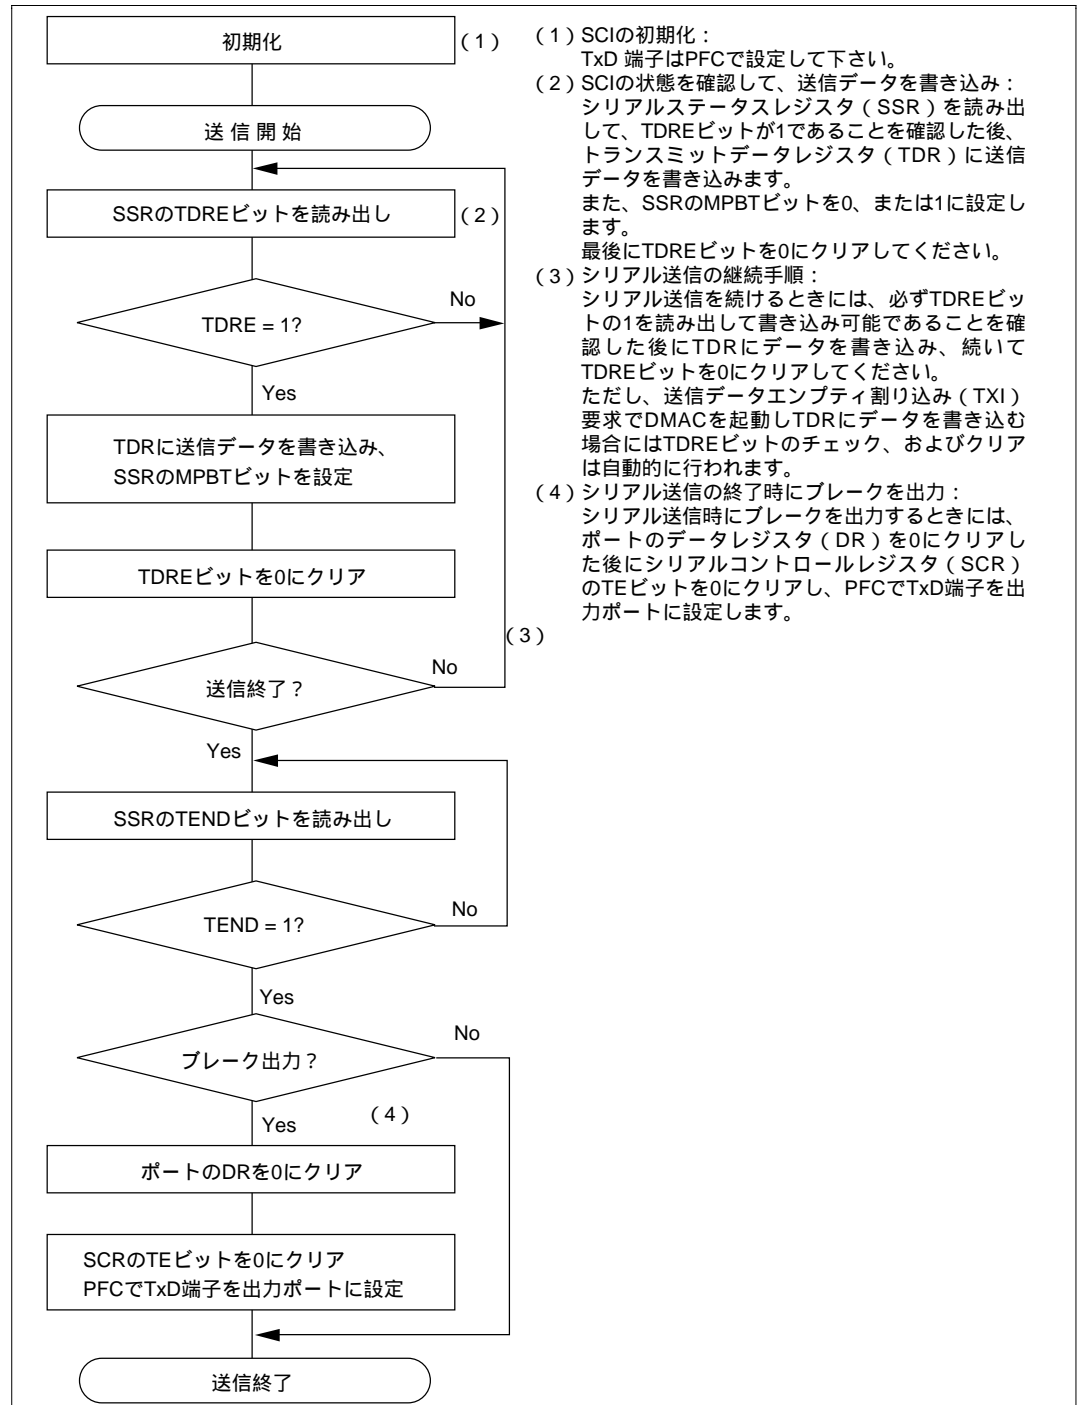 初期化
（1）
送 信 開 始
SSRのTDREビットを読み出し
（2）
TDRE = 1?
No
Yes
TDRに送信データを書き込み、
SSRのMPBTビットを設定
TDREビットを0にクリア
（3）
送信終了？
No
Yes
SSRのTENDビットを読み出し
TEND = 1?
No
Yes
ブレーク出力？
No
Yes
（4）
ポートのDRを0にクリア
SCRのTEビットを0にクリア
PFCでTxD端子を出力ポートに設定
送信終了
（1）SCIの初期化：
TxD 端子はPFCで設定して下さい。
（2）SCIの状態を確認して、送信データを書き込み：
シリアルステータスレジスタ（SSR）を読み出
して、TDREビットが1であることを確認した後、
トランスミットデータレジスタ（TDR）に送信
データを書き込みます。
また、SSRのMPBTビットを0、または1に設定し
ます。
最後にTDREビットを0にクリアしてください。
（3）シリアル送信の継続手順：
シリアル送信を続けるときには、必ずTDREビッ
トの1を読み出して書き込み可能であることを確
認した後にTDRにデータを書き込み、続いて
TDREビットを0にクリアしてください。
ただし、送信データエンプティ割り込み（TXI）
要求でDMACを起動しTDRにデータを書き込む
場合にはTDREビットのチェック、およびクリア
は自動的に行われます。
（4）シリアル送信の終了時にブレークを出力：
シリアル送信時にブレークを出力するときには、
ポートのデータレジスタ（DR）を0にクリアし
た後にシリアルコントロールレジスタ（SCR）
のTEビットを0にクリアし、PFCでTxD端子を出
力ポートに設定します。